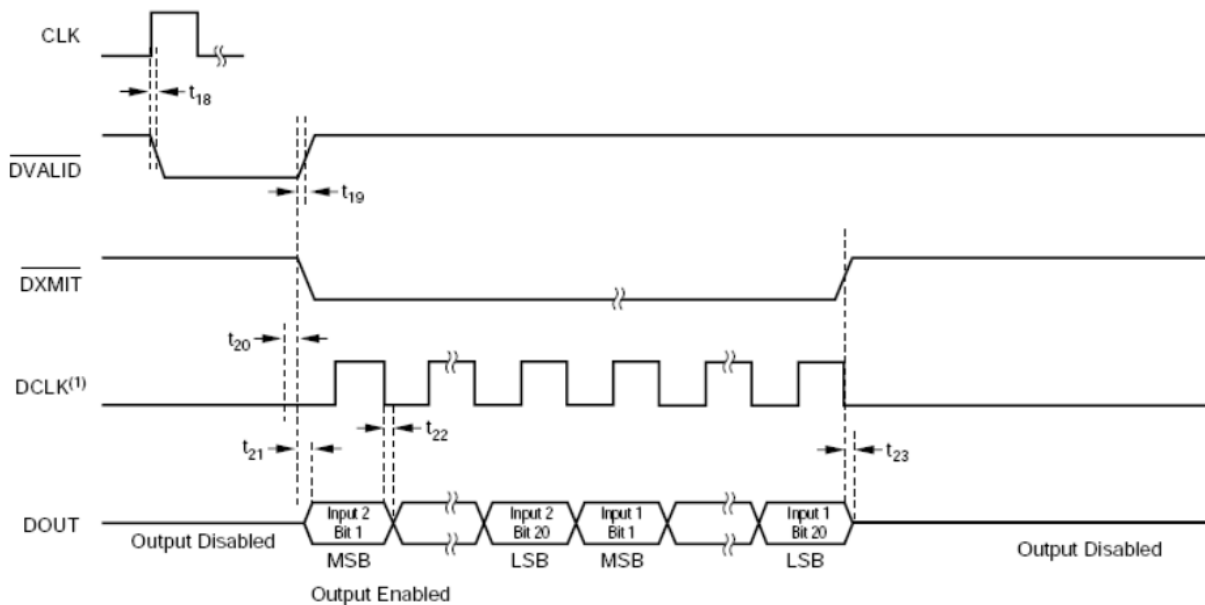 CLK
t18
DVALID
t19
DXMIT
t20
DCLK(1)
t22
t21
t23
DOUT
Input 2
Bit 1
Input 2
Bit 20
Input 1
Bit 1
Input 1
Bit 20
Output Disabled
MSB
LSB
MSB
LSB
Output Disabled
Output Enabled